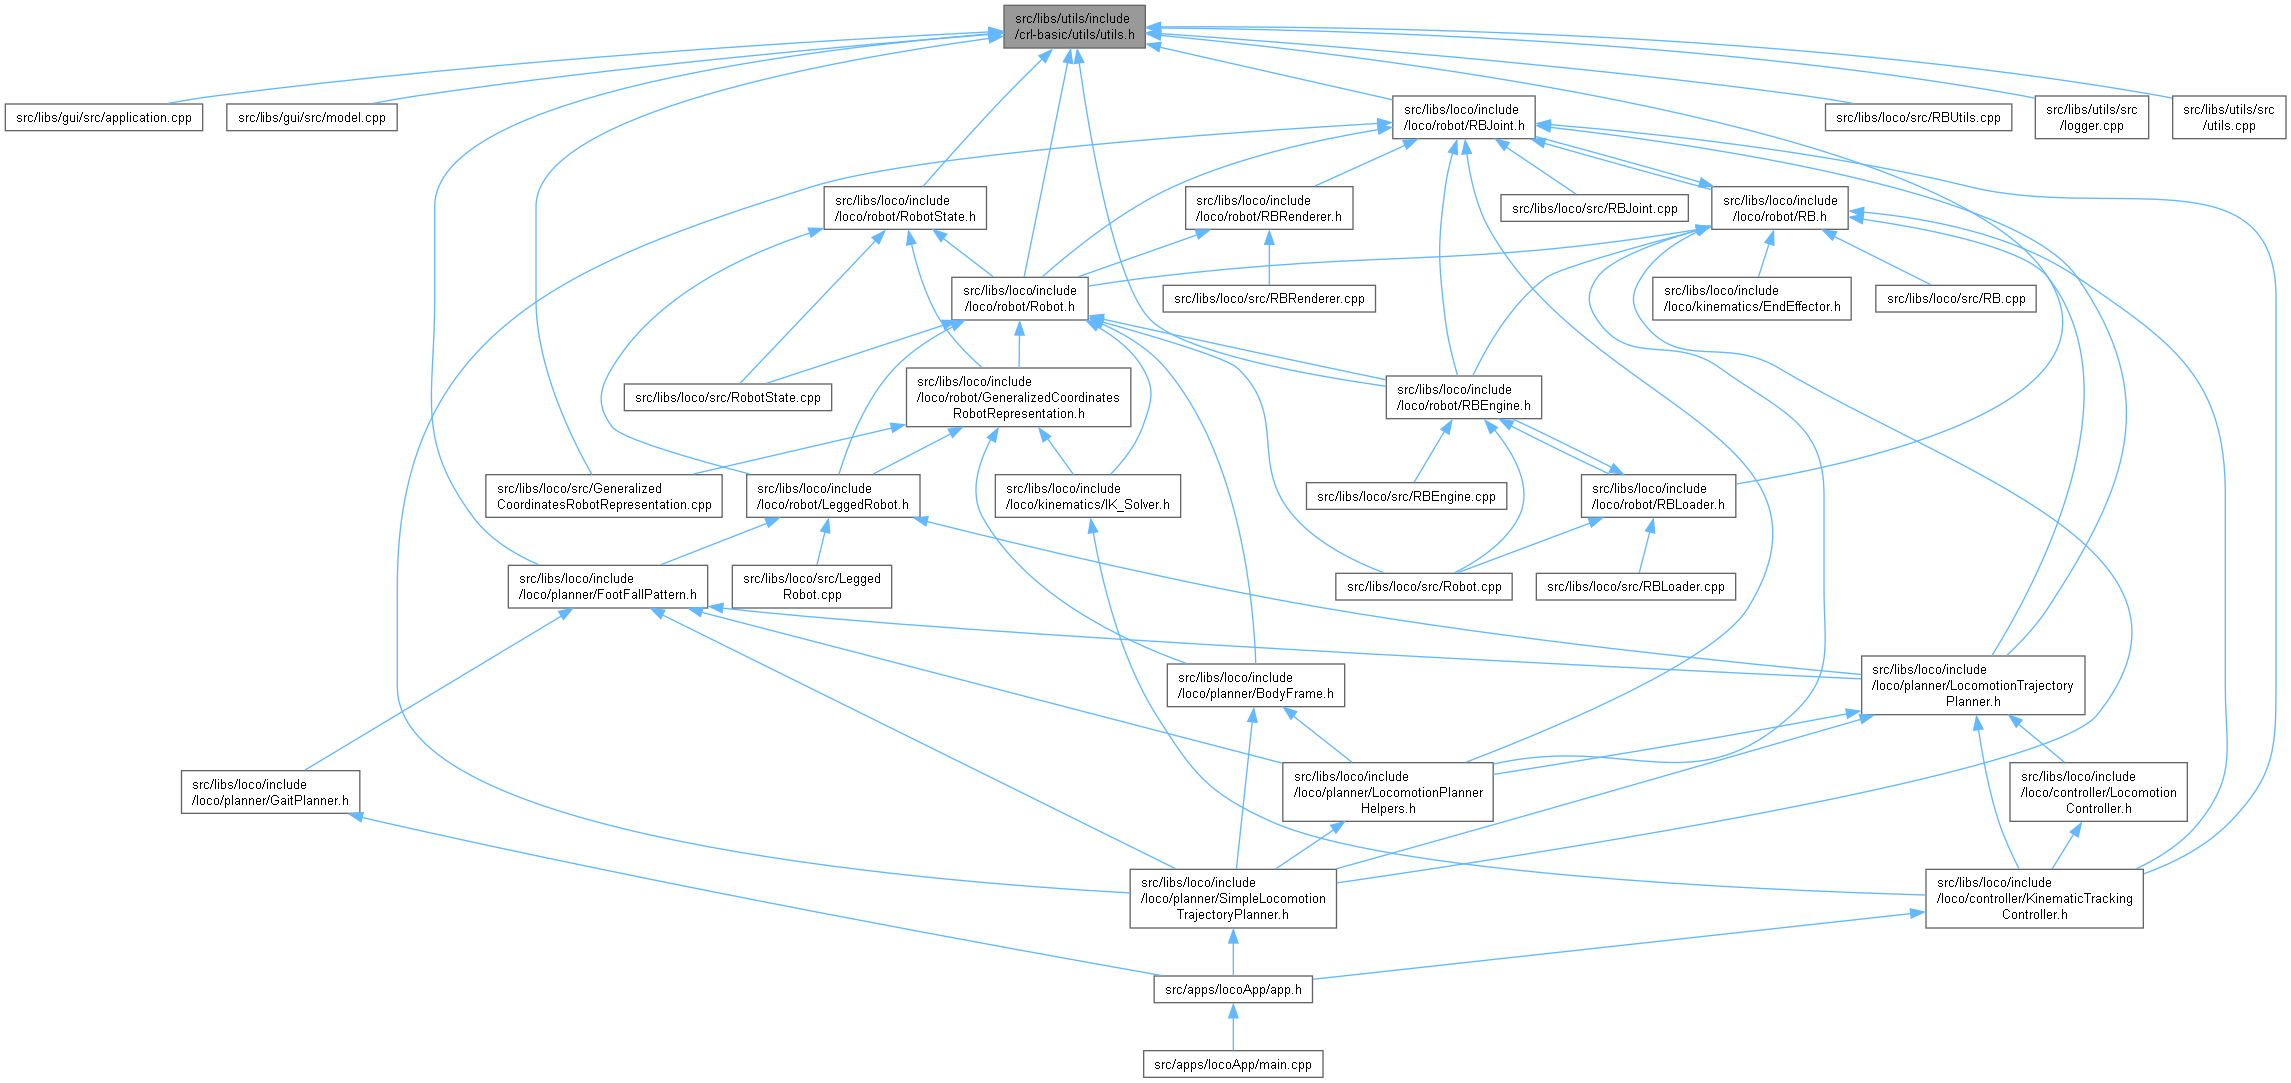 src/libs/utils/include
/crl-basic/utils/utils.h
src/libs/gui/src/application.cpp
src/libs/gui/src/model.cpp
src/libs/loco/include
/loco/robot/RBJoint.h
src/libs/loco/src/RBUtils.cpp
src/libs/utils/src
/logger.cpp
src/libs/utils/src
/utils.cpp
src/libs/loco/include
/loco/robot/RobotState.h
src/libs/loco/include
/loco/robot/RBRenderer.h
src/libs/loco/src/RBJoint.cpp
src/libs/loco/include
/loco/robot/RB.h
src/libs/loco/include
/loco/robot/Robot.h
src/libs/loco/src/RBRenderer.cpp
src/libs/loco/include
/loco/kinematics/EndEffector.h
src/libs/loco/src/RB.cpp
src/libs/loco/src/RobotState.cpp
src/libs/loco/include
/loco/robot/GeneralizedCoordinates
RobotRepresentation.h
src/libs/loco/include
/loco/robot/RBEngine.h
src/libs/loco/src/Generalized
CoordinatesRobotRepresentation.cpp
src/libs/loco/include
/loco/robot/LeggedRobot.h
src/libs/loco/include
/loco/kinematics/IK_Solver.h
src/libs/loco/src/RBEngine.cpp
src/libs/loco/include
/loco/robot/RBLoader.h
src/libs/loco/include
/loco/planner/FootFallPattern.h
src/libs/loco/src/Legged
Robot.cpp
src/libs/loco/src/Robot.cpp
src/libs/loco/src/RBLoader.cpp
src/libs/loco/include
/loco/planner/BodyFrame.h
src/libs/loco/include
/loco/planner/LocomotionTrajectory
Planner.h
src/libs/loco/include
/loco/planner/GaitPlanner.h
src/libs/loco/include
/loco/planner/LocomotionPlanner
Helpers.h
src/libs/loco/include
/loco/controller/Locomotion
Controller.h
src/libs/loco/include
/loco/planner/SimpleLocomotion
TrajectoryPlanner.h
src/libs/loco/include
/loco/controller/KinematicTracking
Controller.h
src/apps/locoApp/app.h
src/apps/locoApp/main.cpp